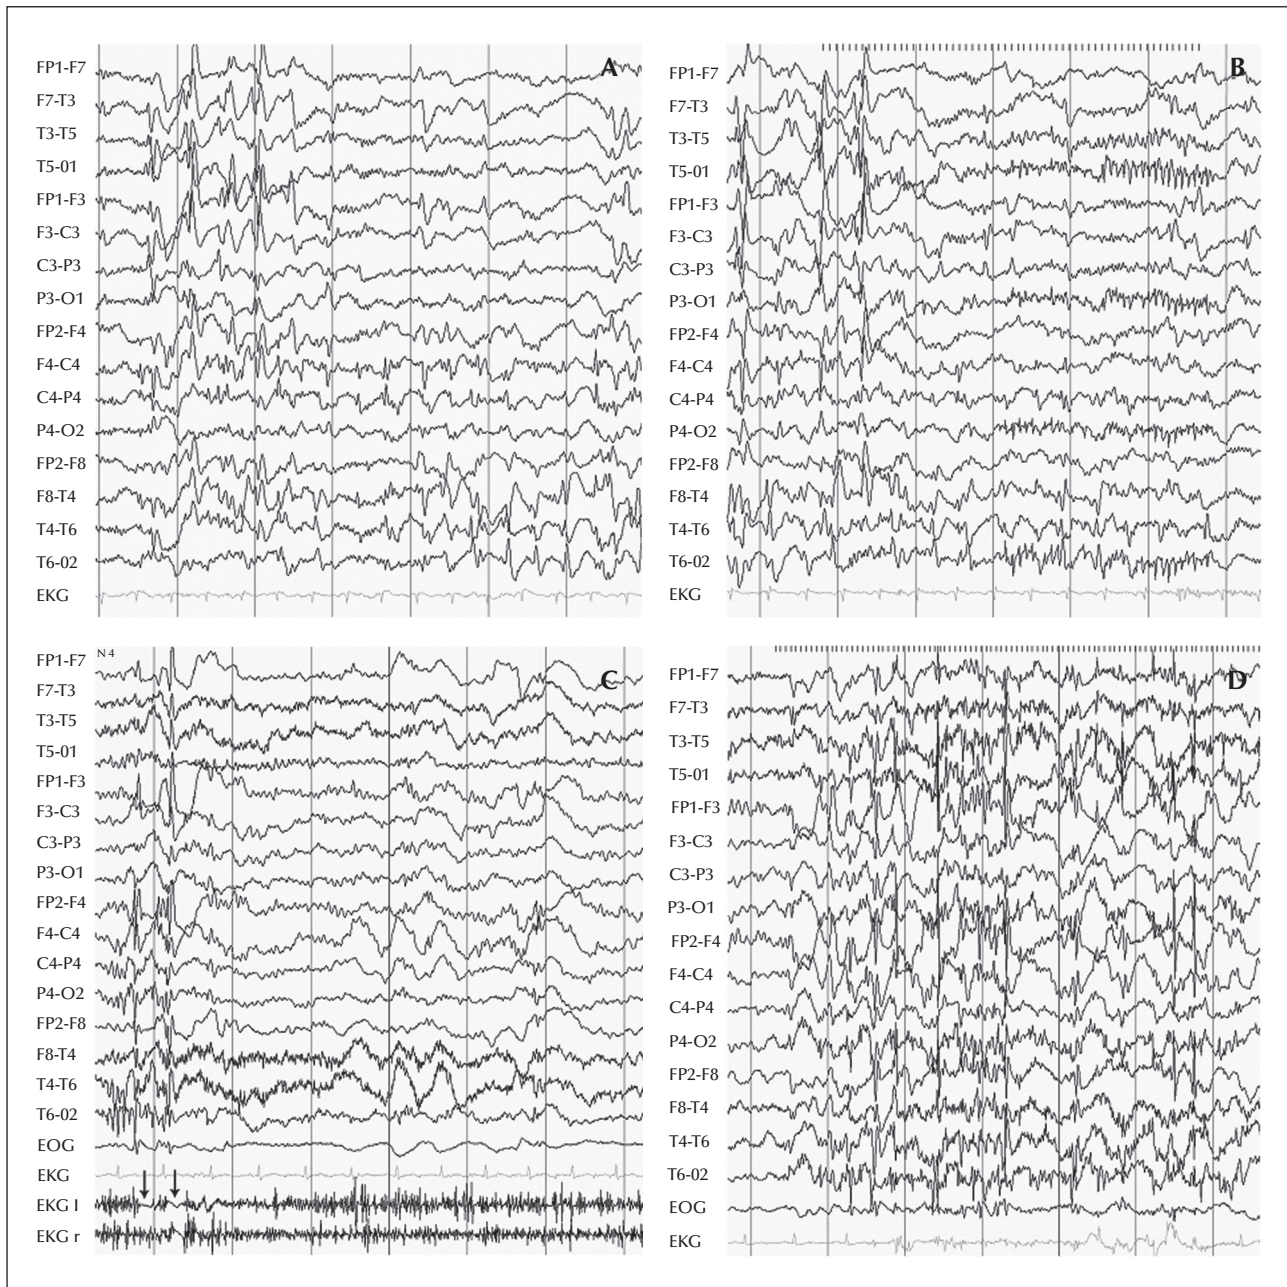 A
FP1-F7
F7-T3
T3-T5
T5-01
FP1-F3
F3-C3
C3-P3
P3-O1
FP2-F4
F4-C4
C4-P4
P4-O2
FP2-F8
F8-T4
T4-T6
T6-02
EKG
B
FP1-F7
F7-T3
T3-T5
T5-01
FP1-F3
F3-C3
C3-P3
P3-O1
FP2-F4
F4-C4
C4-P4
P4-O2
FP2-F8
F8-T4
T4-T6
T6-02
EKG
N 4
C
FP1-F7
F7-T3
T3-T5
T5-01
FP1-F3
F3-C3
C3-P3
P3-O1
FP2-F4
F4-C4
C4-P4
P4-O2
FP2-F8
F8-T4
T4-T6
T6-02
EOG
EKG
EKG l
EKG r
D
FP1-F7
F7-T3
T3-T5
T5-01
FP1-F3
F3-C3
C3-P3
P3-O1
FP2-F4
F4-C4
C4-P4
P4-O2
FP2-F8
F8-T4
T4-T6
T6-02
EOG
EKG